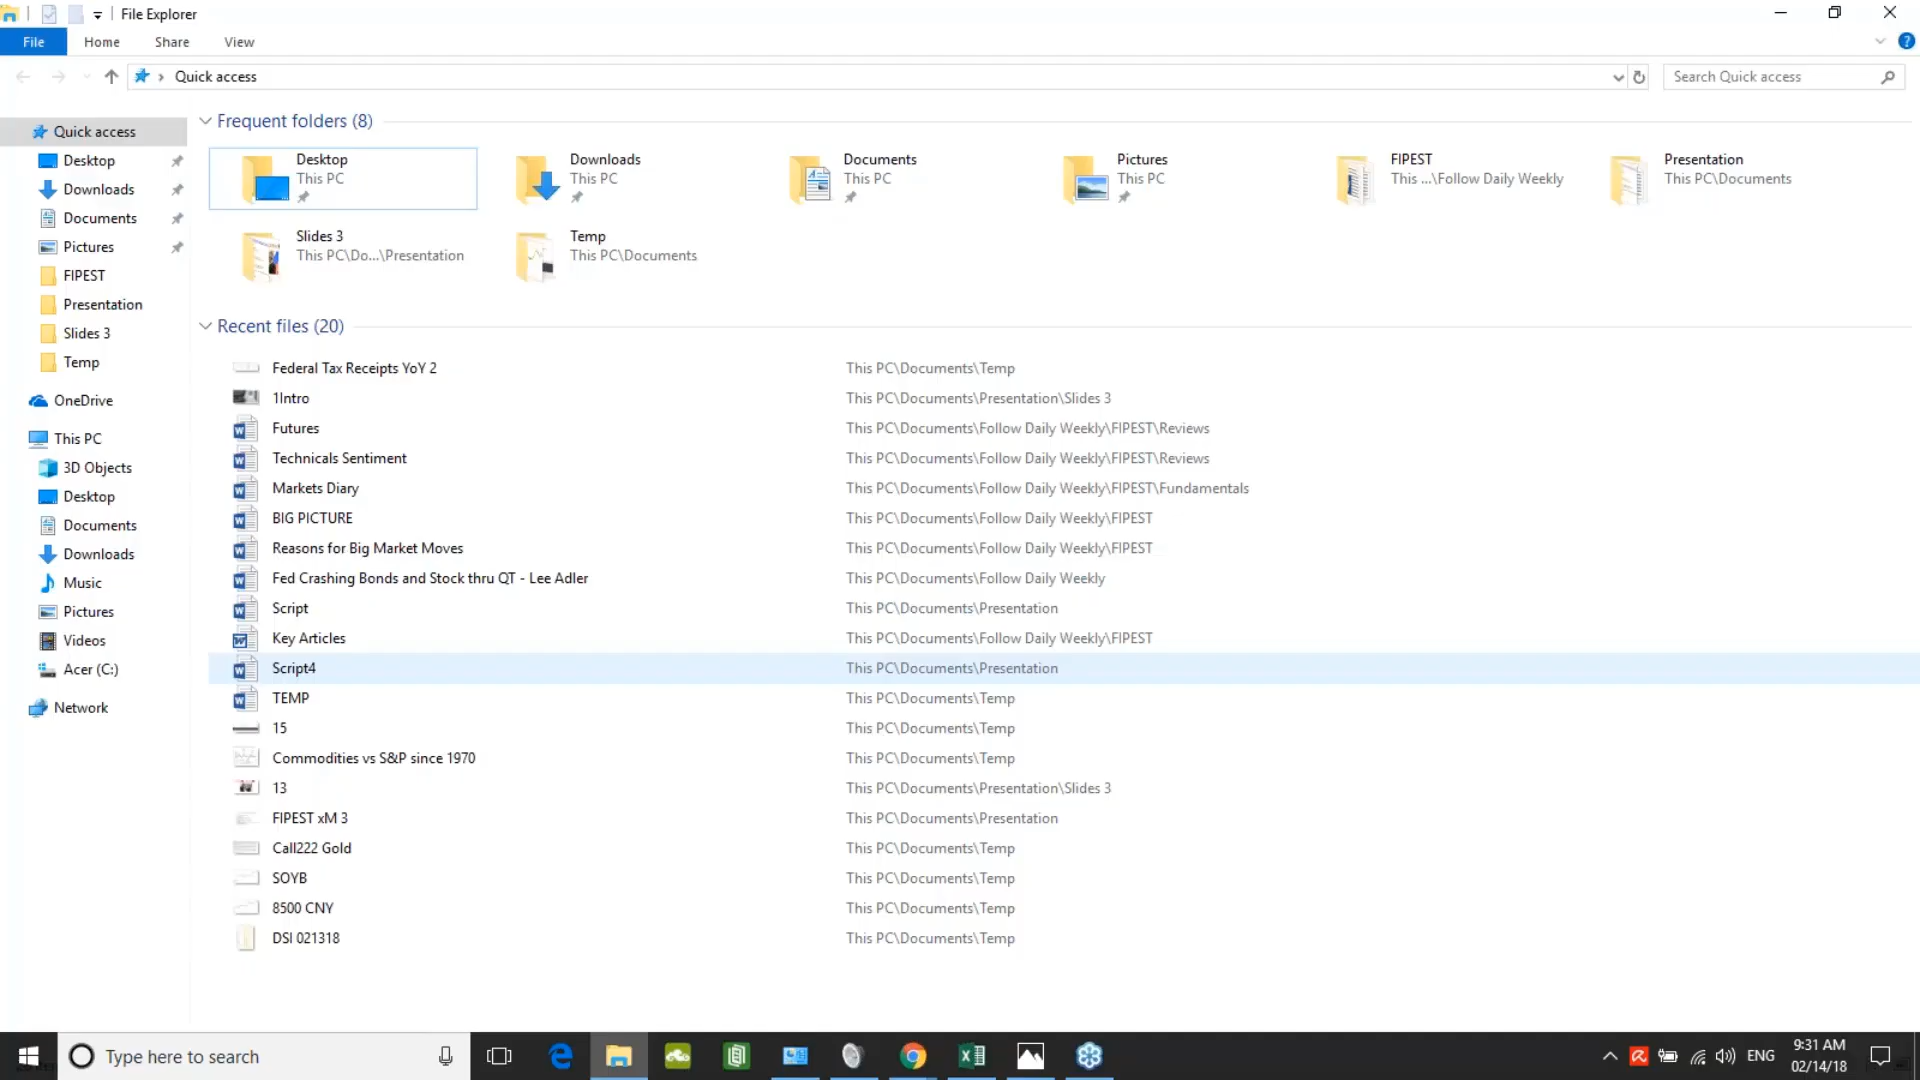 File Explorer
File Home Share View
Quick access
Search Quick access
Quick access
Desktop
Downloads
Documents
Pictures
FIPEST
Presentation
Slides 3
Temp
OneDrive
This PC
3D Objects
Desktop
Documents
Downloads
Music
Pictures
Videos
Acer (C:)
Network
Frequent folders (8)
Desktop
This PC
Downloads
This PC
Documents
This PC
Pictures
This PC
FIPEST
This ...\Follow Daily Weekly
Presentation
This PC\Documents
Slides 3
This PC\Do...\Presentation
Temp
This PC\Documents
Recent files (20)
Federal Tax Receipts YoY 2 This PC\Documents\Temp
1Intro This PC\Documents\Presentation\Slides 3
Futures This PC\Documents\Follow Daily Weekly\FIPEST\Reviews
Technicals Sentiment This PC\Documents\Follow Daily Weekly\FIPEST\Reviews
Markets Diary This PC\Documents\Follow Daily Weekly\FIPEST\Fundamentals
BIG PICTURE This PC\Documents\Follow Daily Weekly\FIPEST
Reasons for Big Market Moves This PC\Documents\Follow Daily Weekly\FIPEST
Fed Crashing Bonds and Stock thru QT - Lee Adler This PC\Documents\Follow Daily Weekly
Script This PC\Documents\Presentation
Key Articles This PC\Documents\Follow Daily Weekly\FIPEST
Script4 This PC\Documents\Presentation
TEMP This PC\Documents\Temp
15 This PC\Documents\Temp
Commodities vs S&P since 1970 This PC\Documents\Temp
13 This PC\Documents\Presentation\Slides 3
FIPEST xM 3 This PC\Documents\Presentation
Call222 Gold This PC\Documents\Temp
SOYB This PC\Documents\Temp
8500 CNY This PC\Documents\Temp
DSI 021318 This PC\Documents\Temp
Type here to search
ENG
9:31 AM
02/14/18